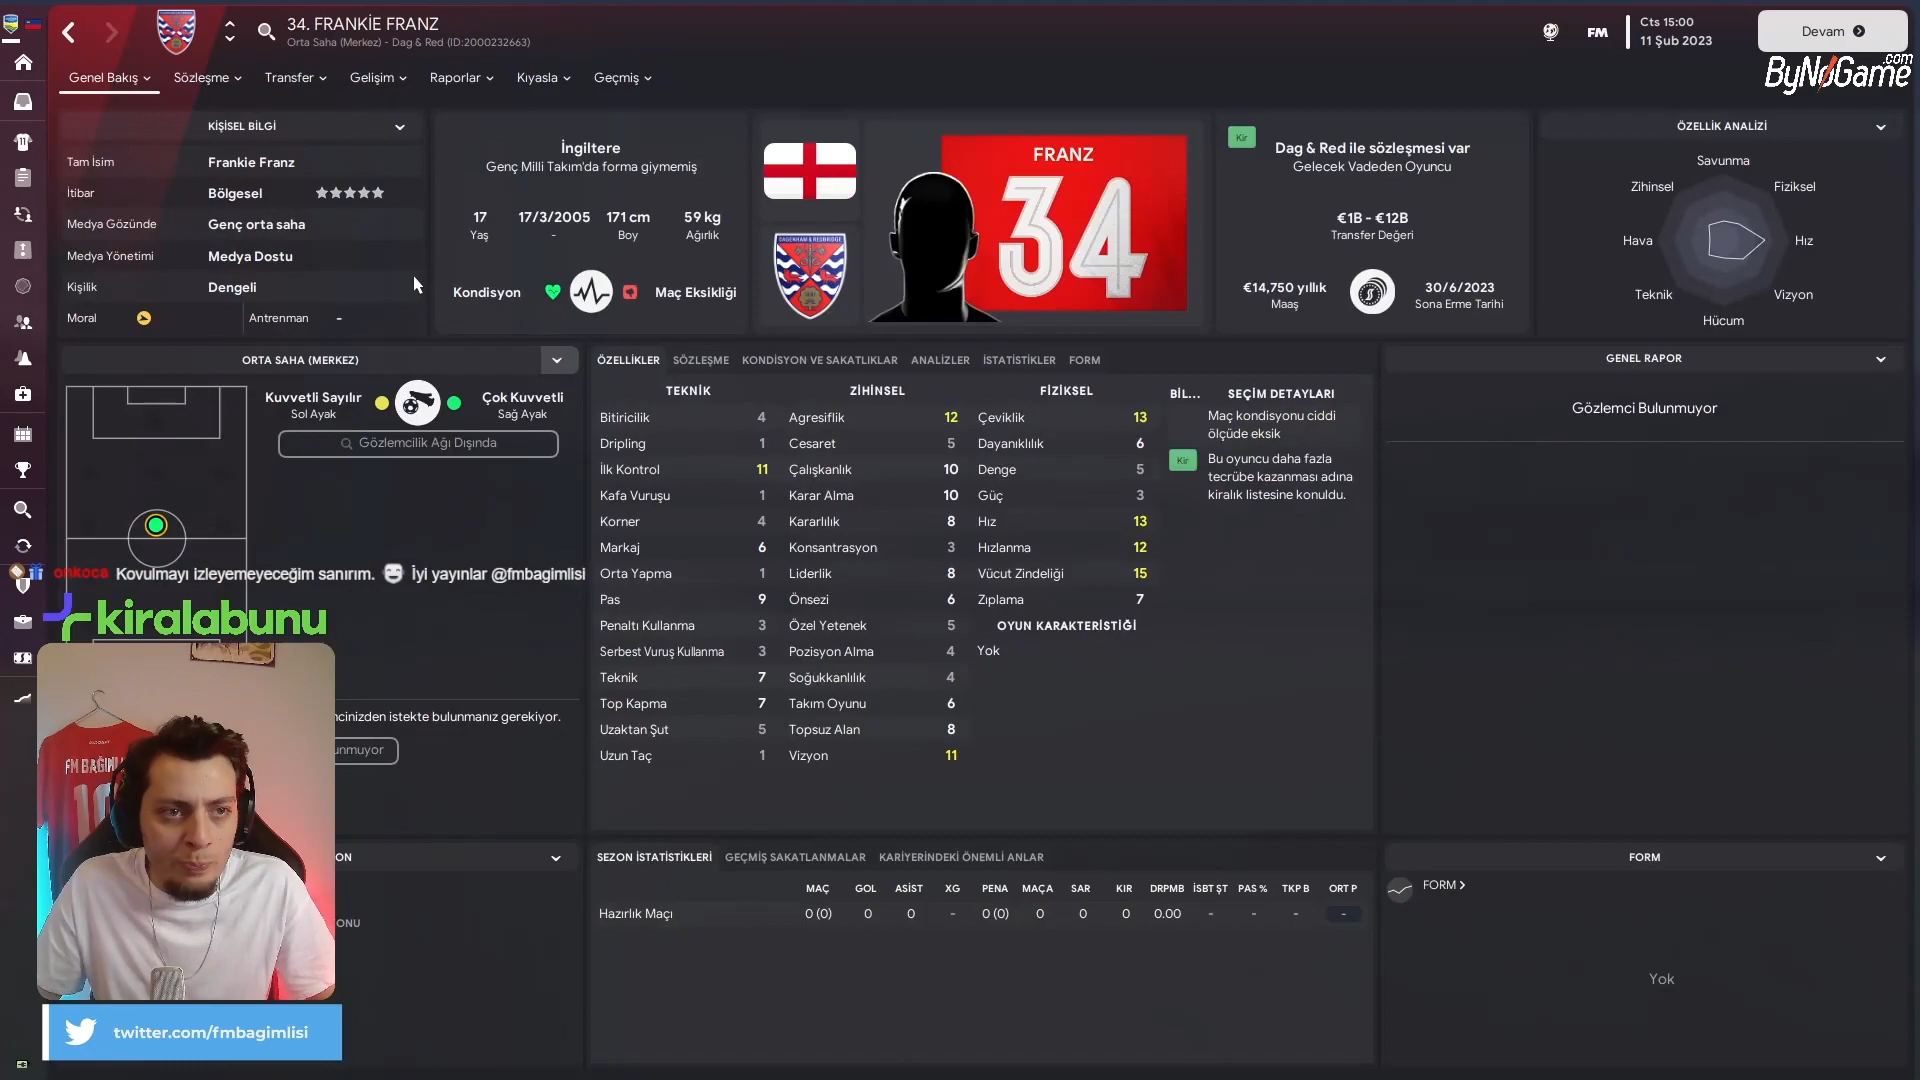 34. FRANKİE FRANZ
Orta Saha (Merkez) - Dag & Red (ID:2000232663)
FM
Cts 15:00
11 Şub 2023
Devam
ByNoGame.com
Genel Bakış
Sözleşme
Transfer
Gelişim
Raporlar
Kıyasla
Geçmiş
KİŞİSEL BİLGİ
Tam İsim Frankie Franz
İtibar Bölgesel
Medya Gözünde Genç orta saha
Medya Yönetimi Medya Dostu
Kişilik Dengeli
Moral
Antrenman -
İngiltere
Genç Milli Takım'da forma giymemiş
17 17/3/2005 171 cm 59 kg
Yaş - Boy Ağırlık
Kondisyon
Maç Eksikliği
DAGENHAM & REDBRIDGE
FRANZ
34
Kir
Dag & Red ile sözleşmesi var
Gelecek Vadeden Oyuncu
€1B - €12B
Transfer Değeri
€14,750 yıllık
Maaş
30/6/2023
Sona Erme Tarihi
ÖZELLİK ANALİZİ
Savunma
Zihinsel
Fiziksel
Hava
Hız
Teknik
Vizyon
Hücum
ORTA SAHA (MERKEZ)
Kuvvetli Sayılır
Sol Ayak
Çok Kuvvetli
Sağ Ayak
Gözlemcilik Ağı Dışında
onkoca Kovulmayı izleyemeyeceğim sanırım. İyi yayınlar @fmbagimlisi
kiralabunu
ncinizden istekte bulunmanız gerekiyor.
unmuyor
FM BAĞIM
10
ON
ONU
twitter.com/fmbagimlisi
ÖZELLİKLER
SÖZLEŞME
KONDİSYON VE SAKATLIKLAR
ANALİZLER
İSTATİSTİKLER
FORM
TEKNİK
Bitiricilik 4
Dripling 1
İlk Kontrol 11
Kafa Vuruşu 1
Korner 4
Markaj 6
Orta Yapma 1
Pas 9
Penaltı Kullanma 3
Serbest Vuruş Kullanma 3
Teknik 7
Top Kapma 7
Uzaktan Şut 5
Uzun Taç 1
ZİHİNSEL
Agresiflik 12
Cesaret 5
Çalışkanlık 10
Karar Alma 10
Kararlılık 8
Konsantrasyon 3
Liderlik 8
Önsezi 6
Özel Yetenek 5
Pozisyon Alma 4
Soğukkanlılık 4
Takım Oyunu 6
Topsuz Alan 8
Vizyon 11
FİZİKSEL
Çeviklik 13
Dayanıklılık 6
Denge 5
Güç 3
Hız 13
Hızlanma 12
Vücut Zindeliği 15
Zıplama 7
OYUN KARAKTERİSTİĞİ
Yok
BİL...
SEÇİM DETAYLARI
Maç kondisyonu ciddi
ölçüde eksik
Kir
Bu oyuncu daha fazla
tecrübe kazanması adına
kiralık listesine konuldu.
GENEL RAPOR
Gözlemci Bulunmuyor
SEZON İSTATİSTİKLERİ
GEÇMİŞ SAKATLANMALAR
KARİYERİNDEKİ ÖNEMLİ ANLAR
MAÇ GOL ASİST XG PENA MAÇA SAR KIR DRPMB İSBT ŞT PAS % TKP B ORT P
Hazırlık Maçı 0 (0) 0 0 - 0 (0) 0 0 0 0.00 - - - -
FORM
FORM
Yok